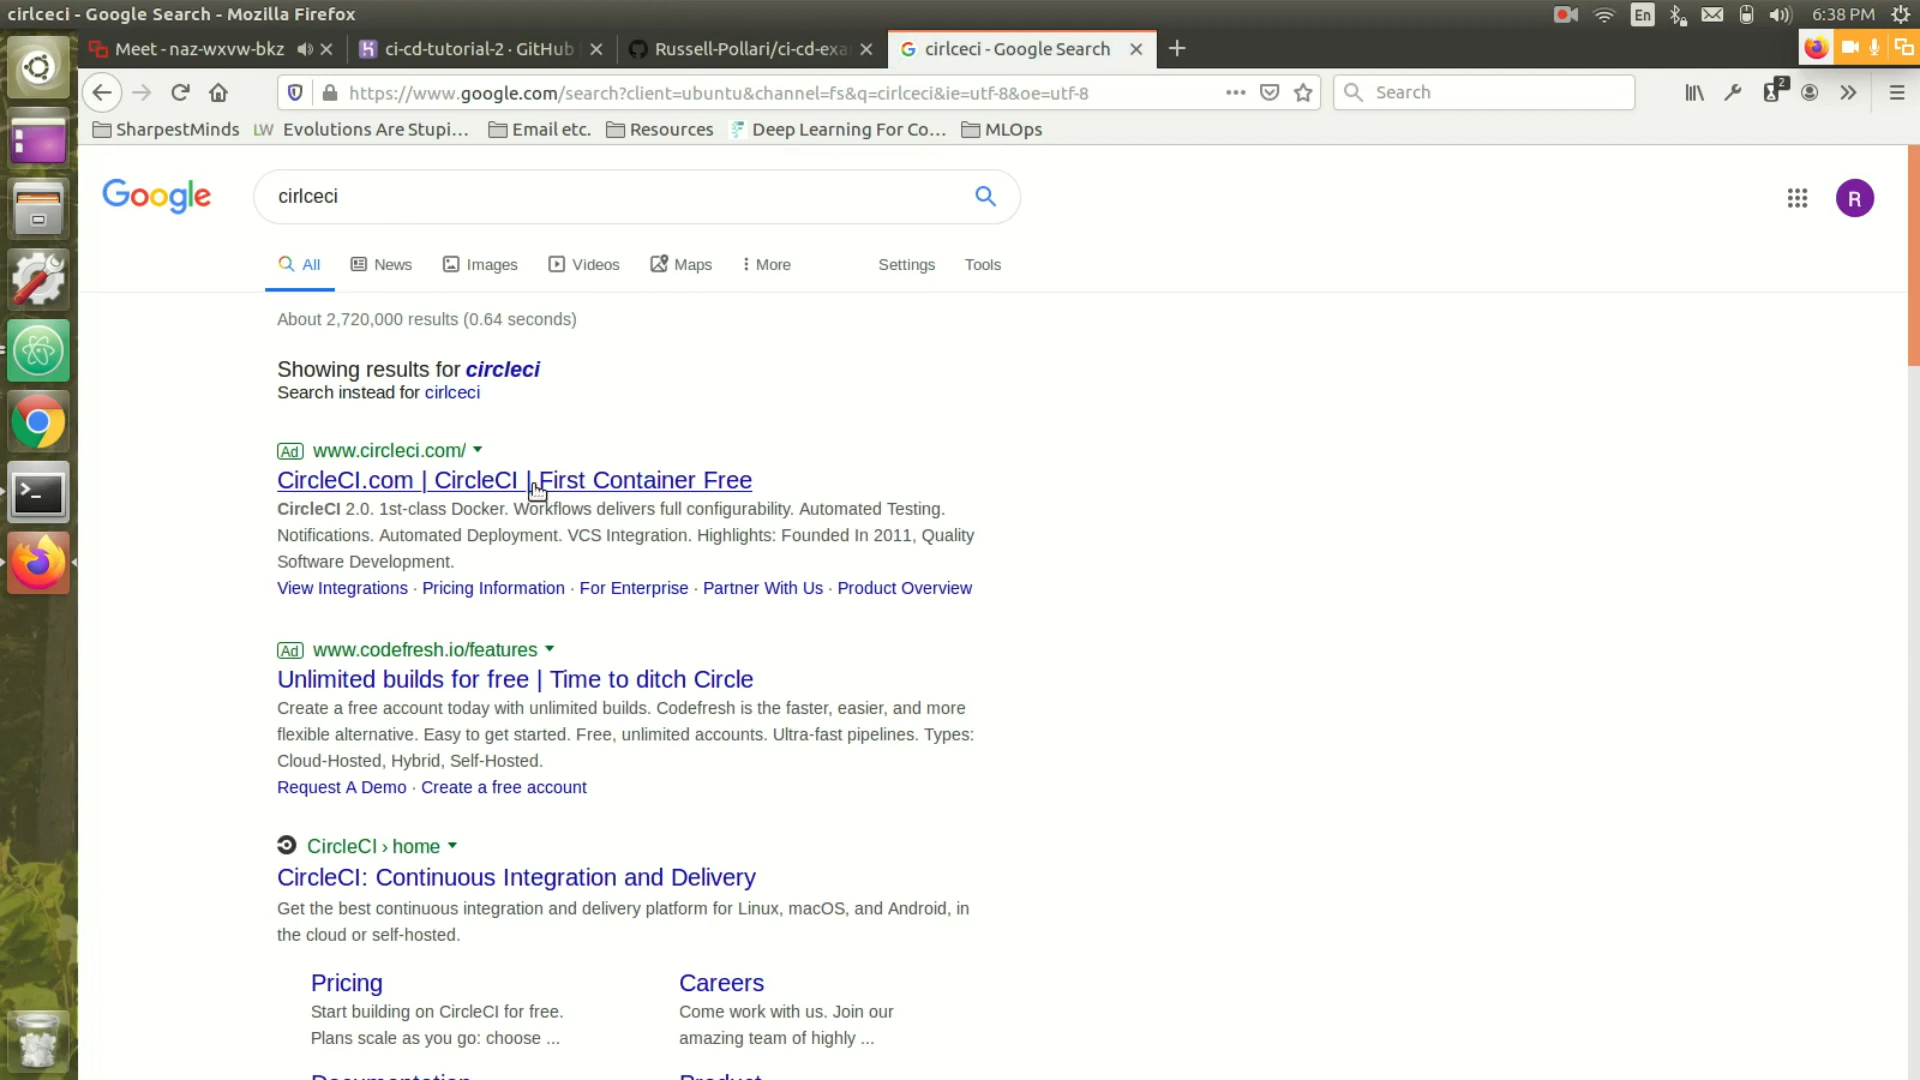 cirlceci - Google Search - Mozilla Firefox
En
6:38 PM
Meet - naz-wxvw-bkz
ci-cd-tutorial-2 · GitHub
Russell-Pollari/ci-cd-exa
cirlceci - Google Search
https://www.google.com/search?client=ubuntu&channel=fs&q=cirlceci&ie=utf-8&oe=utf-8
Search
2
SharpestMinds
LW Evolutions Are Stupi...
Email etc.
Resources
Deep Learning For Co...
MLOps
Google
cirlceci
R
All
News
Images
Videos
Maps
More
Settings
Tools
About 2,720,000 results (0.64 seconds)
Showing results for circleci
Search instead for cirlceci
Ad www.circleci.com/
CircleCI.com | CircleCI | First Container Free
CircleCI 2.0. 1st-class Docker. Workflows delivers full configurability. Automated Testing.
Notifications. Automated Deployment. VCS Integration. Highlights: Founded In 2011, Quality
Software Development.
View Integrations · Pricing Information · For Enterprise · Partner With Us · Product Overview
Ad www.codefresh.io/features
Unlimited builds for free | Time to ditch Circle
Create a free account today with unlimited builds. Codefresh is the faster, easier, and more
flexible alternative. Easy to get started. Free, unlimited accounts. Ultra-fast pipelines. Types:
Cloud-Hosted, Hybrid, Self-Hosted.
Request A Demo · Create a free account
CircleCI › home
CircleCI: Continuous Integration and Delivery
Get the best continuous integration and delivery platform for Linux, macOS, and Android, in
the cloud or self-hosted.
Pricing
Start building on CircleCI for free.
Plans scale as you go: choose ...
Careers
Come work with us. Join our
amazing team of highly ...
Documentation
Product